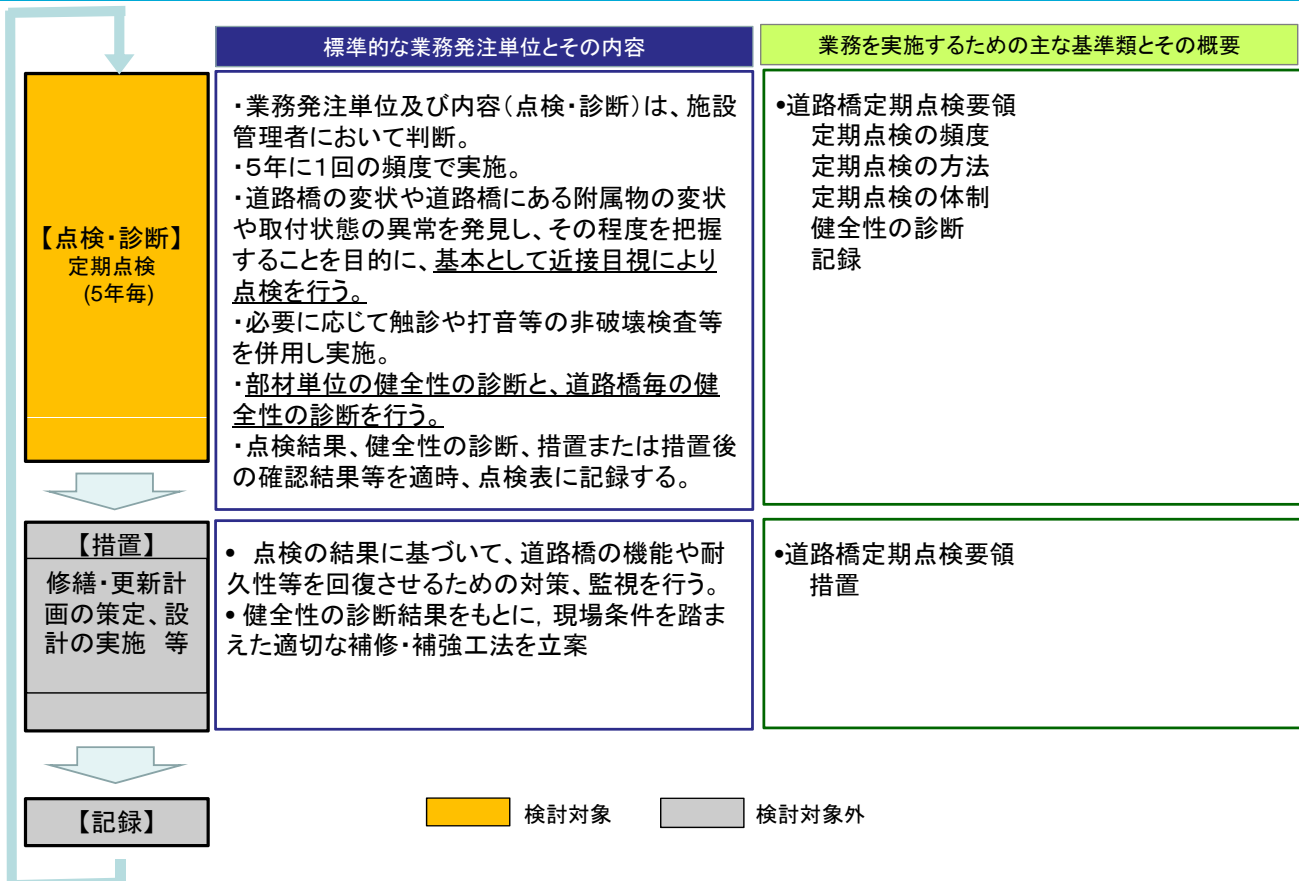 標準的な業務発注単位とその内容
業務を実施するための主な基準類とその概要
【点検・診断】
定期点検
(5年毎)
・業務発注単位及び内容(点検・診断)は、施設
管理者において判断。
・5年に1回の頻度で実施。
・道路橋の変状や道路橋にある附属物の変状
や取付状態の異常を発見し、その程度を把握
することを目的に、基本として近接目視により
点検を行う。
・必要に応じて触診や打音等の非破壊検査等
を併用し実施。
・部材単位の健全性の診断と、道路橋毎の健
全性の診断を行う。
・点検結果、健全性の診断、措置または措置後
の確認結果等を適時、点検表に記録する。
•道路橋定期点検要領
定期点検の頻度
定期点検の方法
定期点検の体制
健全性の診断
記録
【措置】
修繕・更新計
画の策定、設
計の実施 等
• 点検の結果に基づいて、道路橋の機能や耐
久性等を回復させるための対策、監視を行う。
• 健全性の診断結果をもとに, 現場条件を踏ま
えた適切な補修・補強工法を立案
•道路橋定期点検要領
措置
【記録】
検討対象
検討対象外